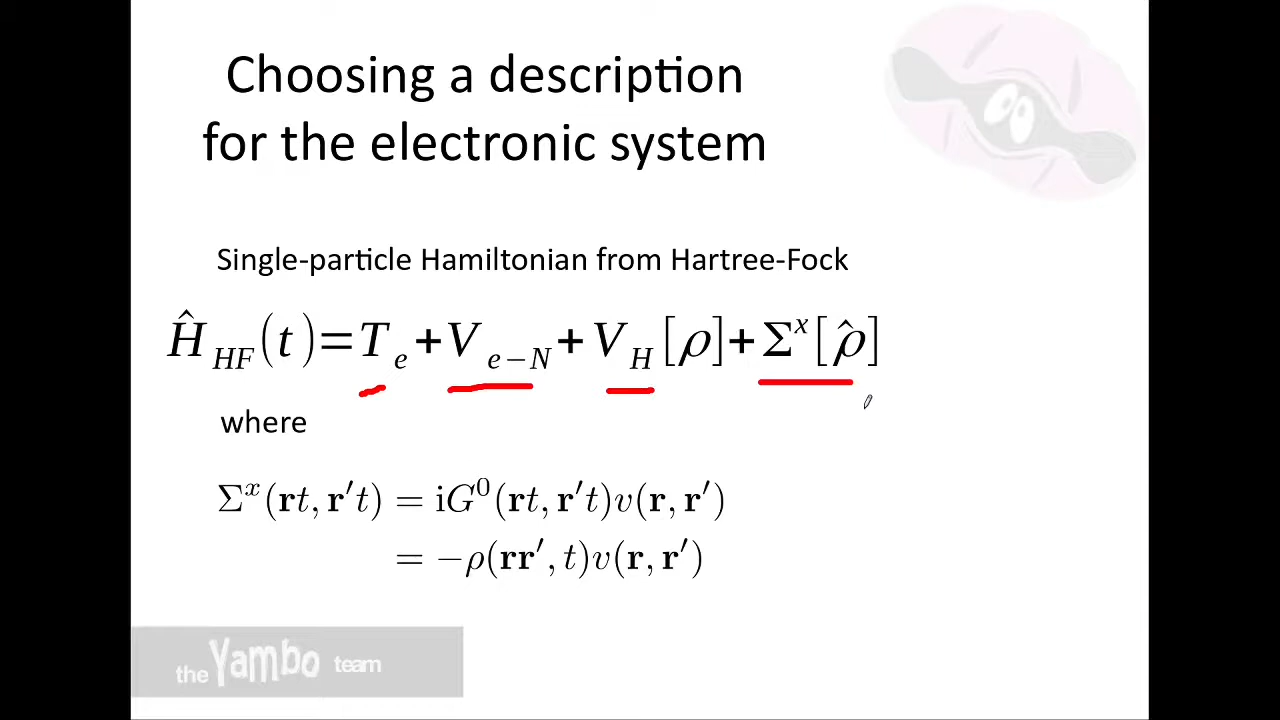 Choosing a description
for the electronic system
Single-particle Hamiltonian from Hartree-Fock
Ĥ_HF(t)=T_e+V_{e−N}+V_H[ρ]+Σ^x[ρ̂]
where
Σ^x(𝐫t, 𝐫′t) = iG^0(𝐫t, 𝐫′t)v(𝐫, 𝐫′)
= −ρ(𝐫𝐫′, t)v(𝐫, 𝐫′)
the Yambo team